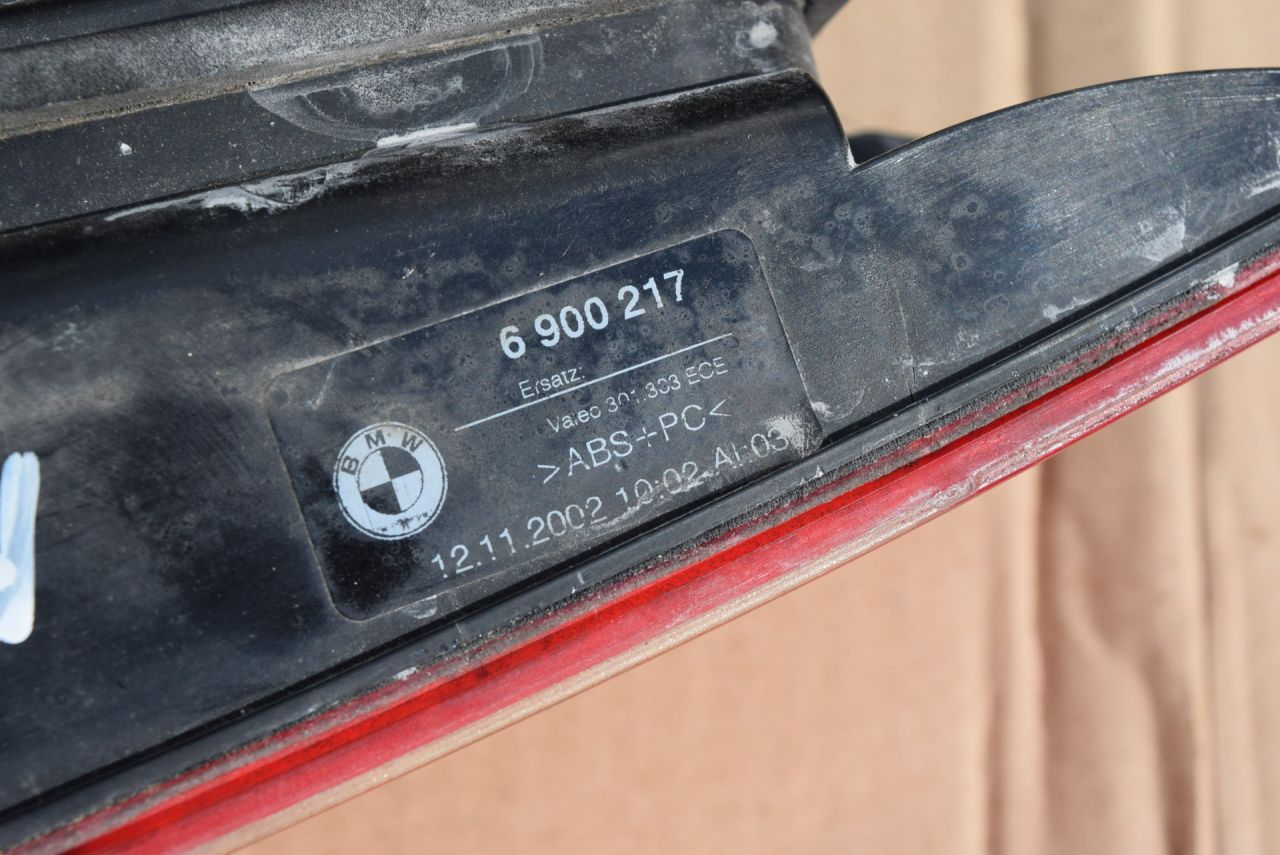 6 900 217
Ersatz:
Valeo 301 303 ECE
>ABS+PC<
BMW
12.11.2002 10:02 AI 03